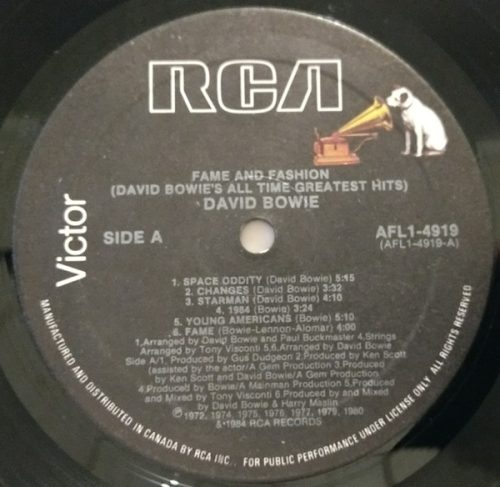 RCA
FAME AND FASHION
(DAVID BOWIE'S ALL TIME GREATEST HITS)
DAVID BOWIE
Victor
SIDE A
AFL1-4919
(AFL1-4919-A)
1. SPACE ODDITY (David Bowie) 5:15
2. CHANGES (David Bowie) 3:32
3. STARMAN (David Bowie) 4:10
4. 1984 (Bowie) 3:24
5. YOUNG AMERICANS (Bowie) 5:10
6. FAME (Bowie-Lennon-Alomar) 4:00
1.Arranged by David Bowie and Paul Buckmaster 4.Strings
Arranged by Tony Visconti 5.6.Arranged by David Bowie
Side A/1. Produced by Gus Dudgeon 2.Produced by Ken Scott
(assisted by the actor/A Gem Production 3.Produced
by Ken Scott and David Bowie/A Gem Production
4.Produced by Bowie/A Mainman Production 5.Produced
and Mixed by Tony Visconti 6.Produced by and Mixed
by David Bowie & Harry Maslin
℗1972, 1974, 1975, 1976, 1977, 1979, 1980
& 1984 RCA RECORDS
MANUFACTURED AND DISTRIBUTED IN CANADA BY RCA INC., FOR PUBLIC PERFORMANCE UNDER LICENSE ONLY ALL RIGHTS RESERVED